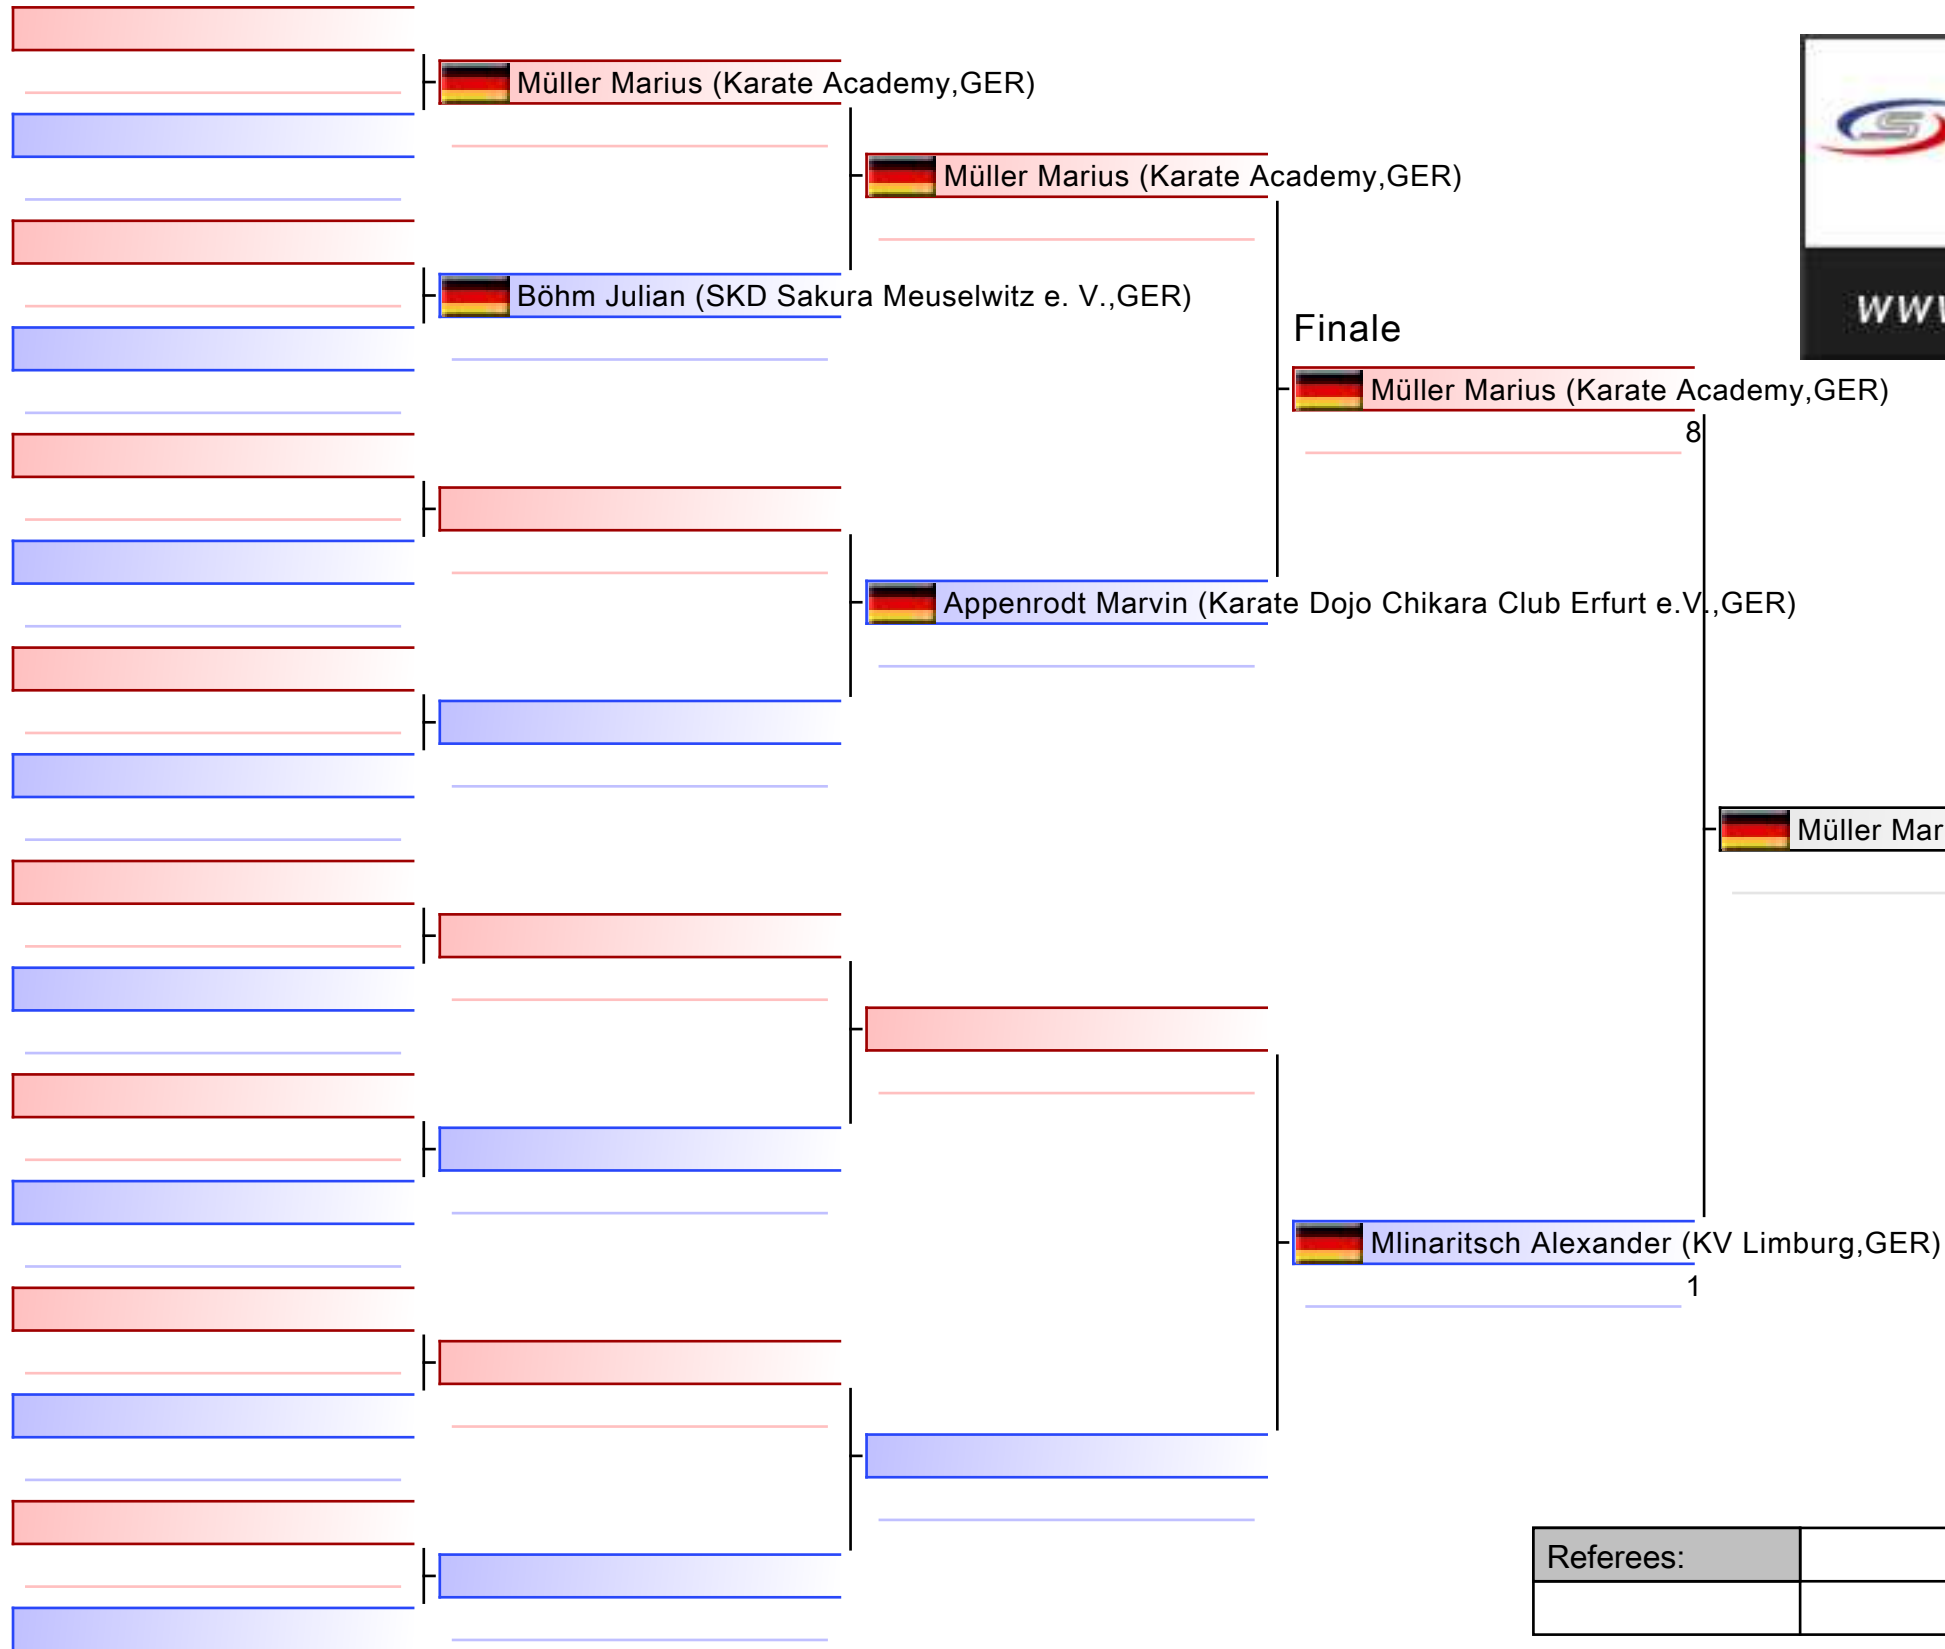 Müller Marius (Karate Academy,GER)
Müller Marius (Karate Academy,GER)
Böhm Julian (SKD Sakura Meuselwitz e. V.,GER)
Finale
Müller Marius (Karate Academy,GER)
8
Appenrodt Marvin (Karate Dojo Chikara Club Erfurt e.V.,GER)
Müller Mar
Mlinaritsch Alexander (KV Limburg,GER)
1
Referees: